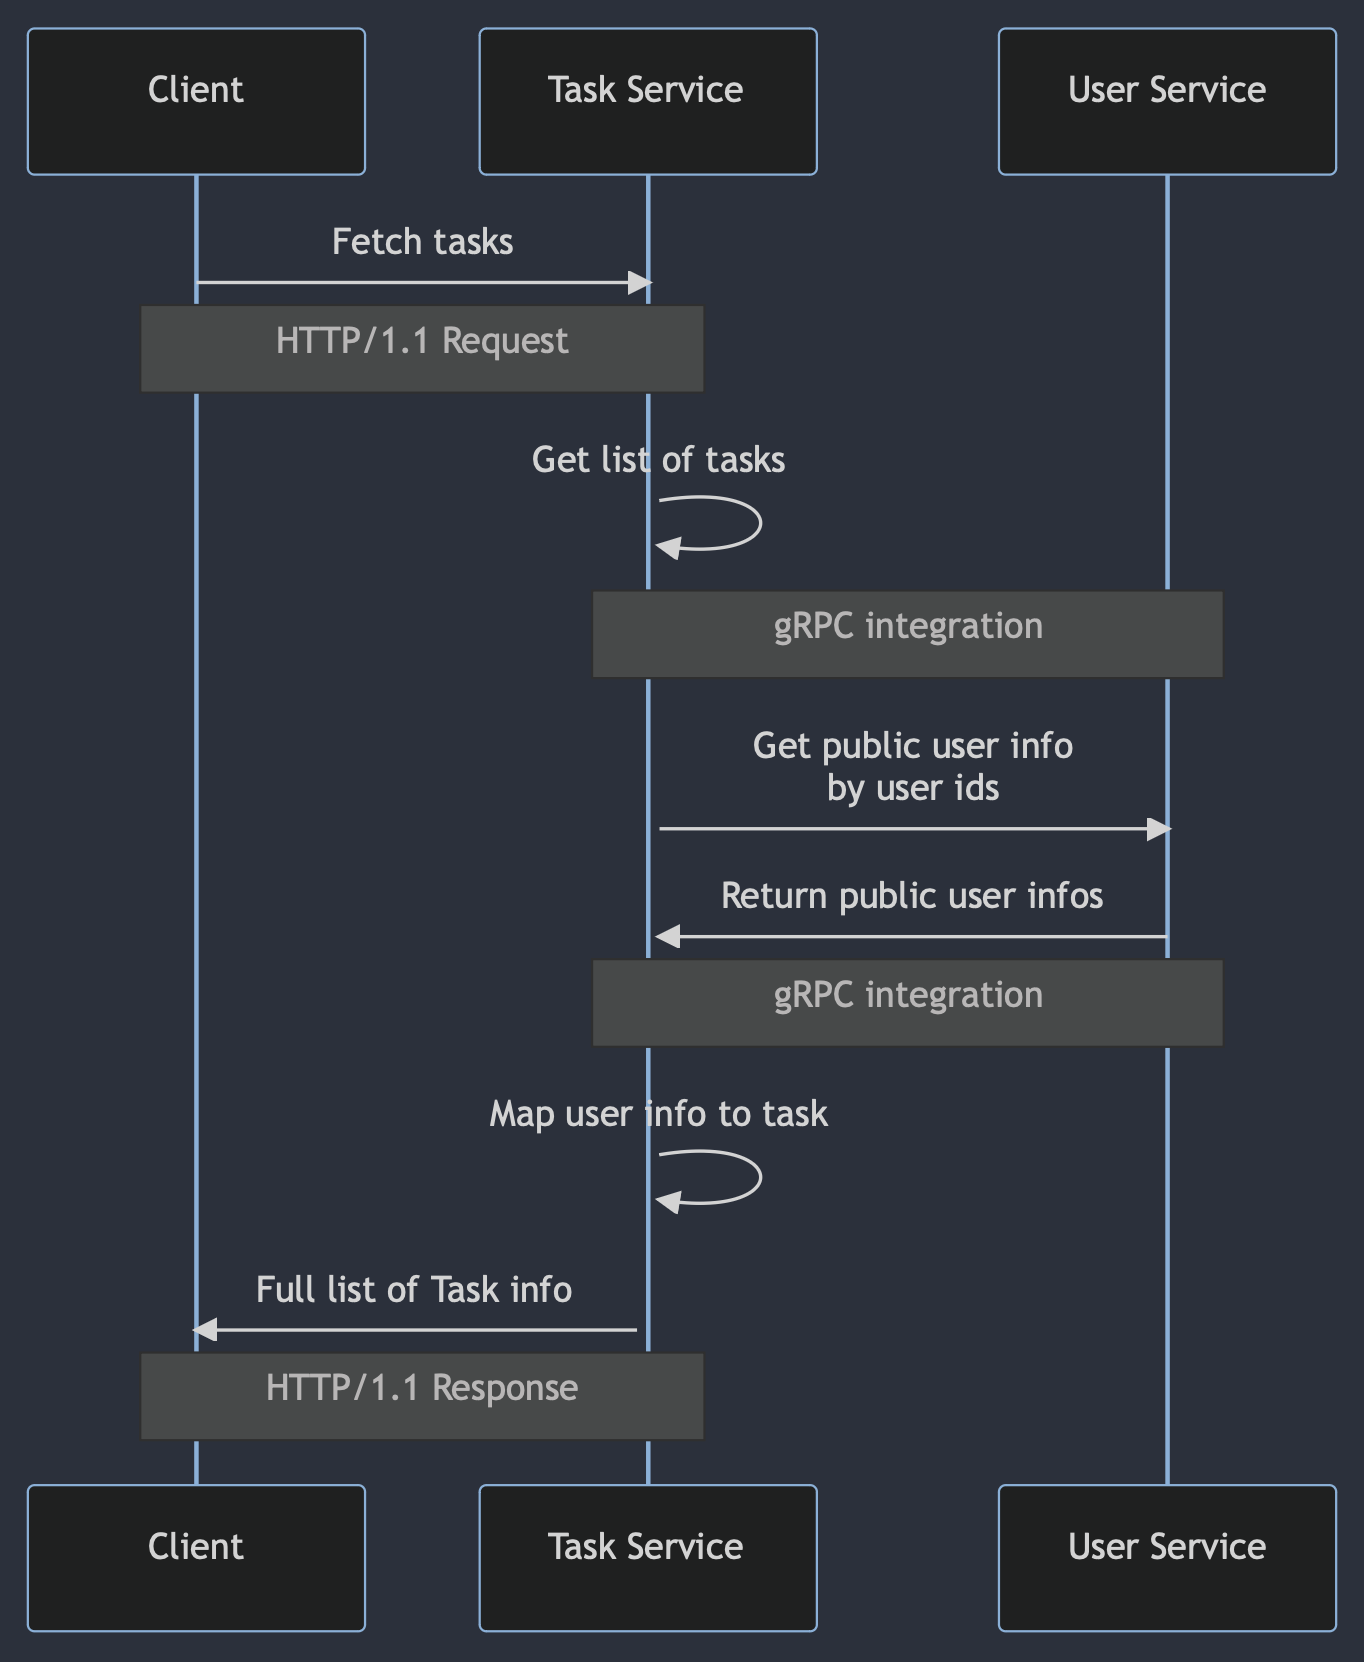 Client
Task Service
User Service
Fetch tasks
HTTP/1.1 Request
Get list of tasks
gRPC integration
Get public user info
by user ids
Return public user infos
gRPC integration
Map user info to task
Full list of Task info
HTTP/1.1 Response
Client
Task Service
User Service